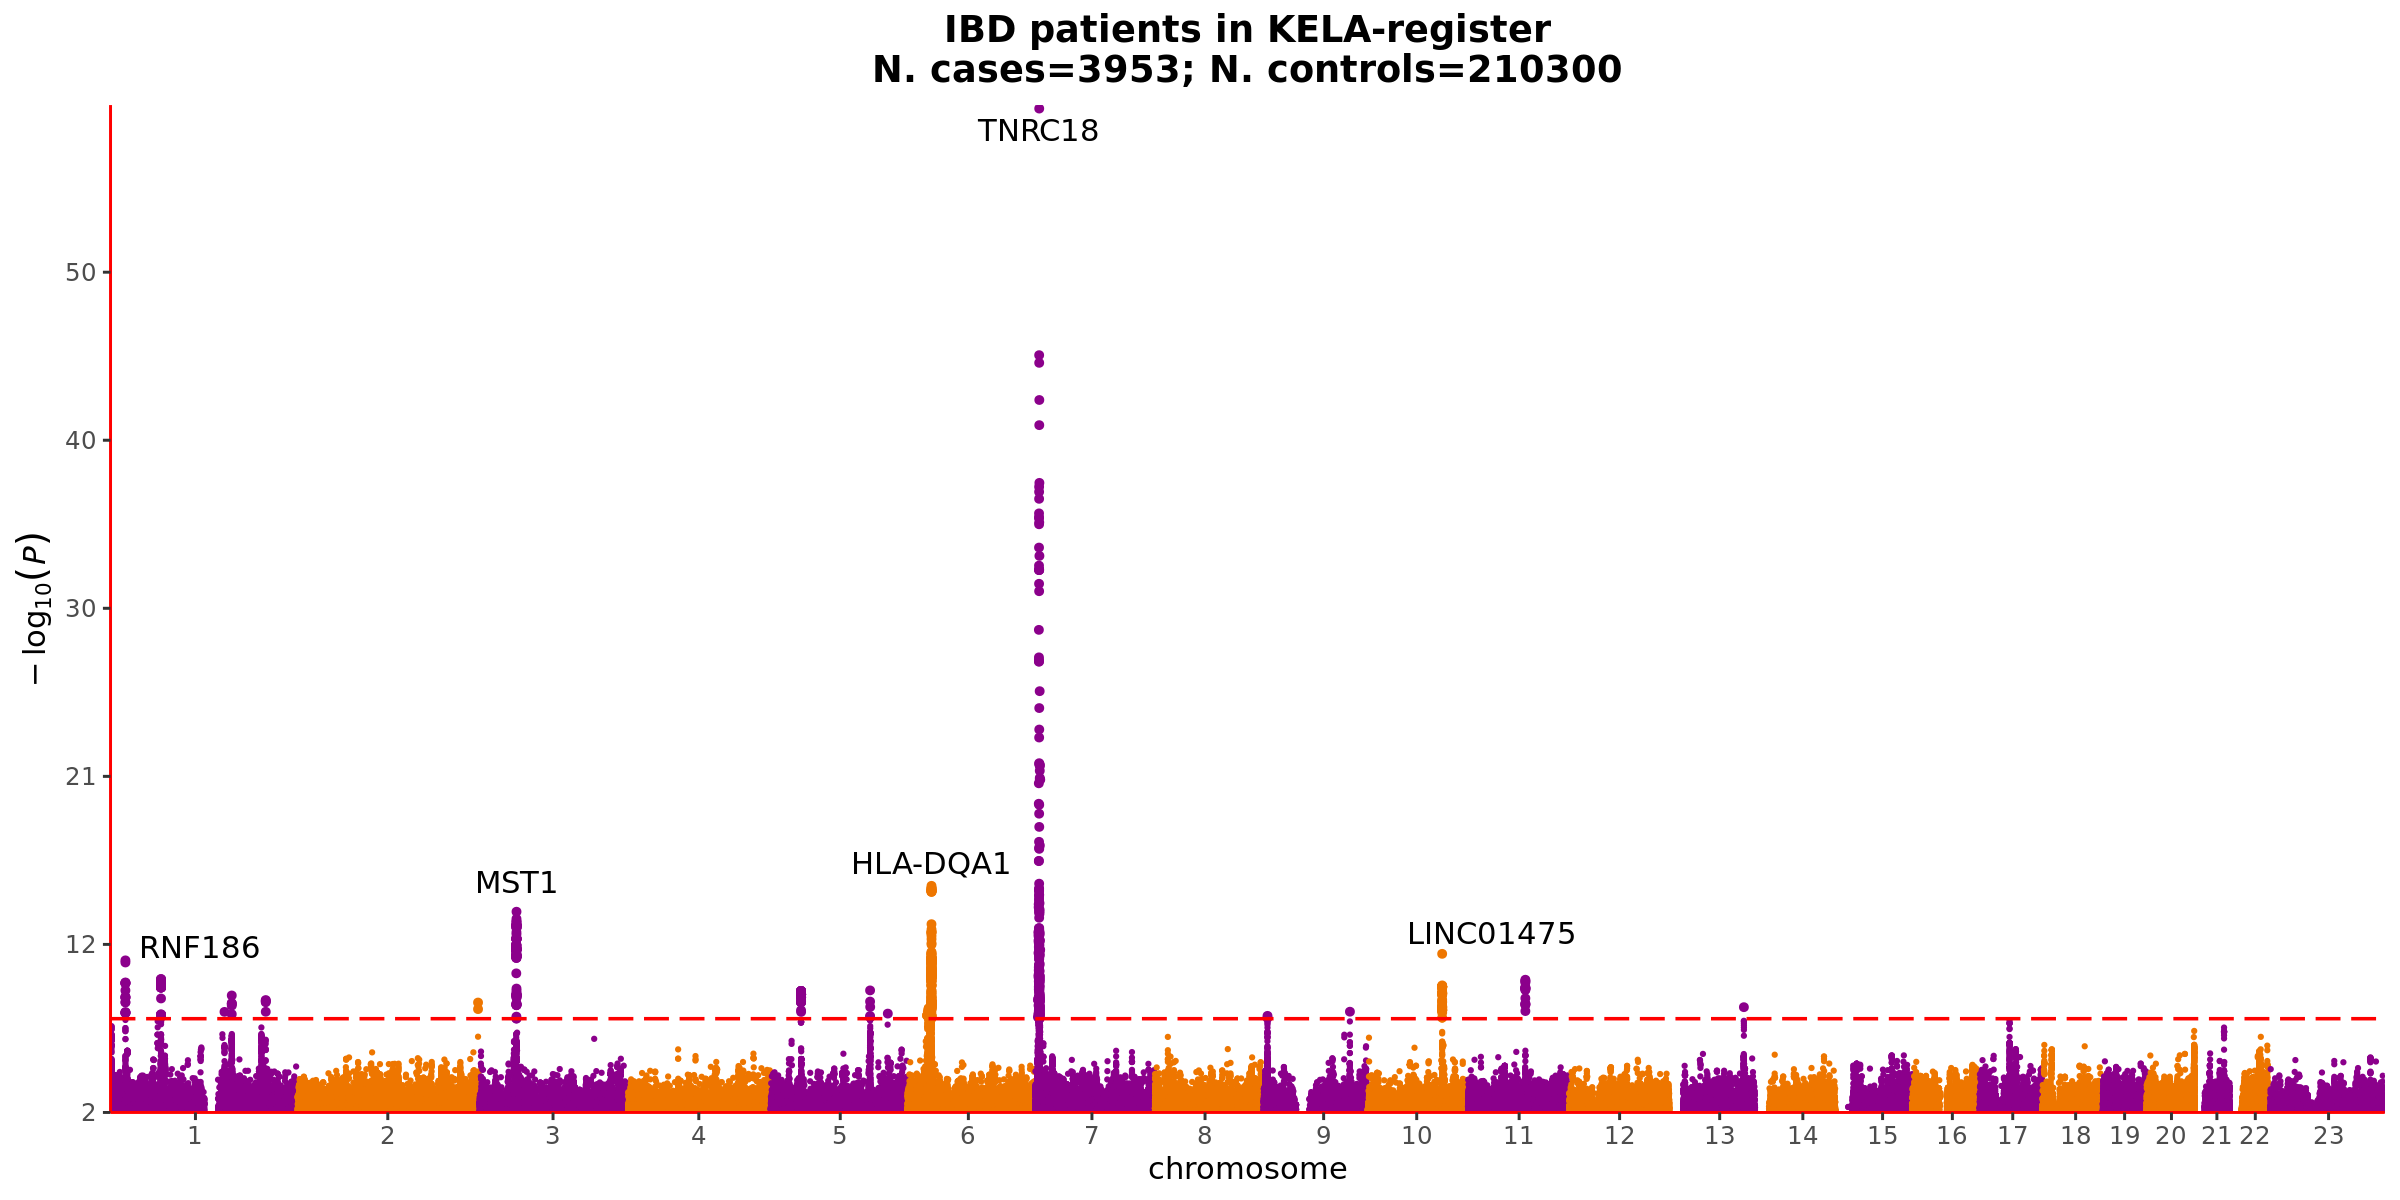 IBD patients in KELA-register
N. cases=3953; N. controls=210300
TNRC18
50
40
− log10(P)
30
21
HLA-DQA1
MST1
LINC01475
12
RNF186
2
1 2 3 4 5 6 7 8 9 10 11 12 13 14 15 16 17 18 19 20 21 22 23
chromosome